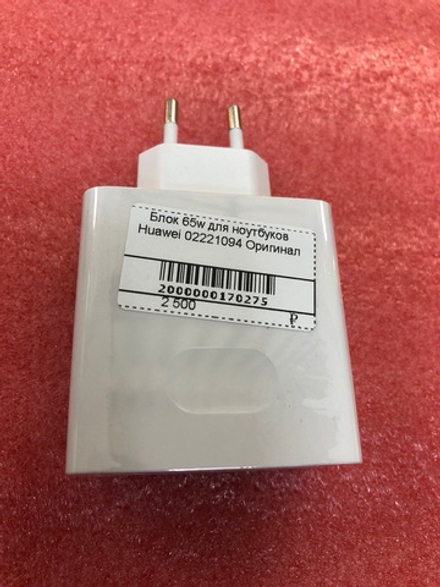 Блок 65w для ноутбуков
Huawei 02221094 Оригинал
2000000170275
2 500 ₽